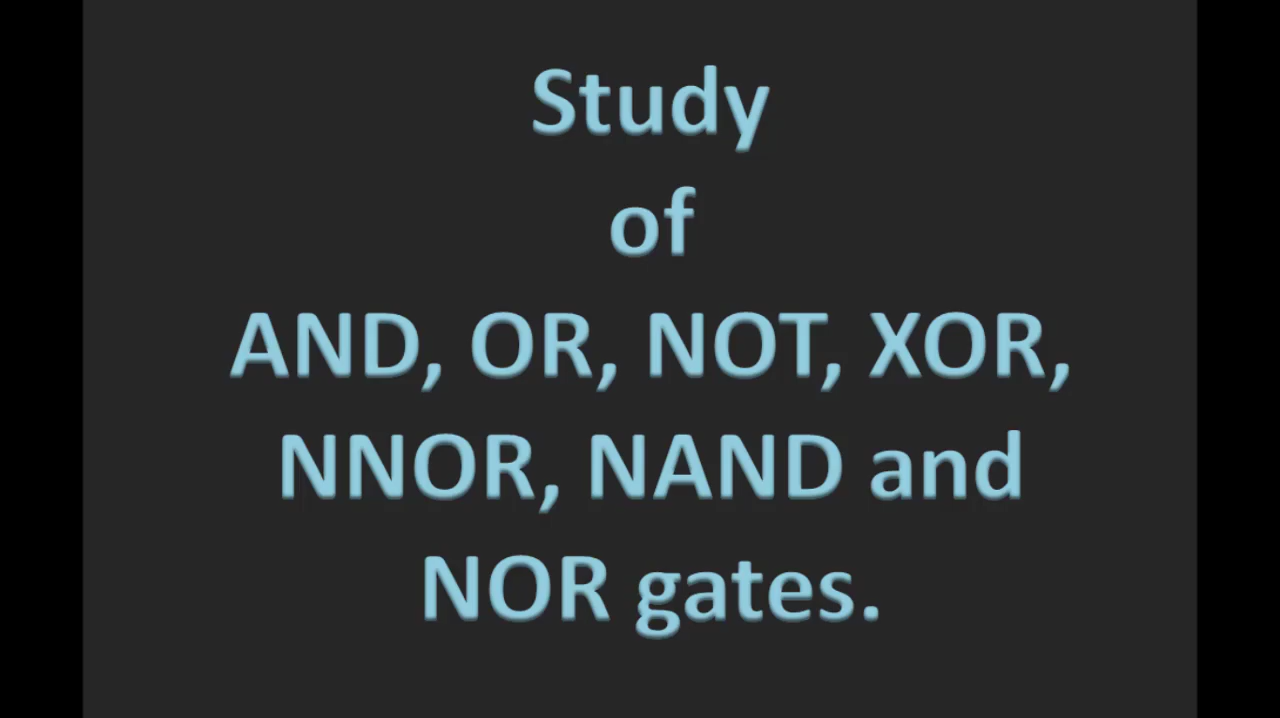 Study
of
AND, OR, NOT, XOR,
NNOR, NAND and
NOR gates.